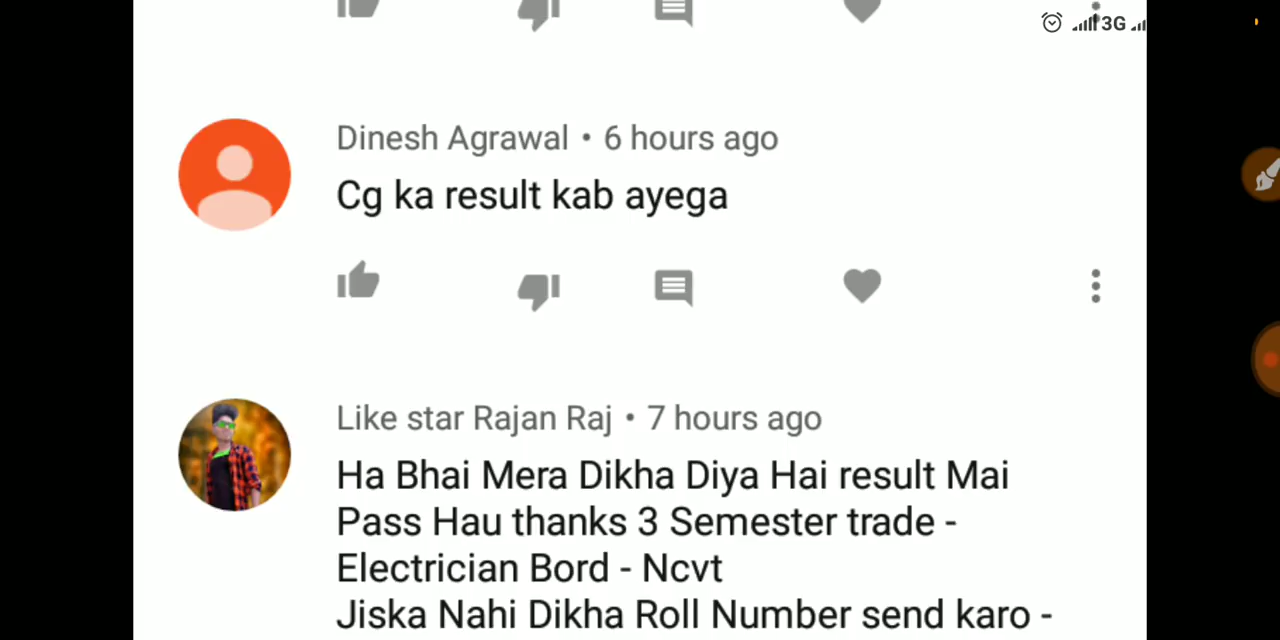 3G
Dinesh Agrawal • 6 hours ago
Cg ka result kab ayega
Like star Rajan Raj • 7 hours ago
Ha Bhai Mera Dikha Diya Hai result Mai
Pass Hau thanks 3 Semester trade -
Electrician Bord - Ncvt
Jiska Nahi Dikha Roll Number send karo -